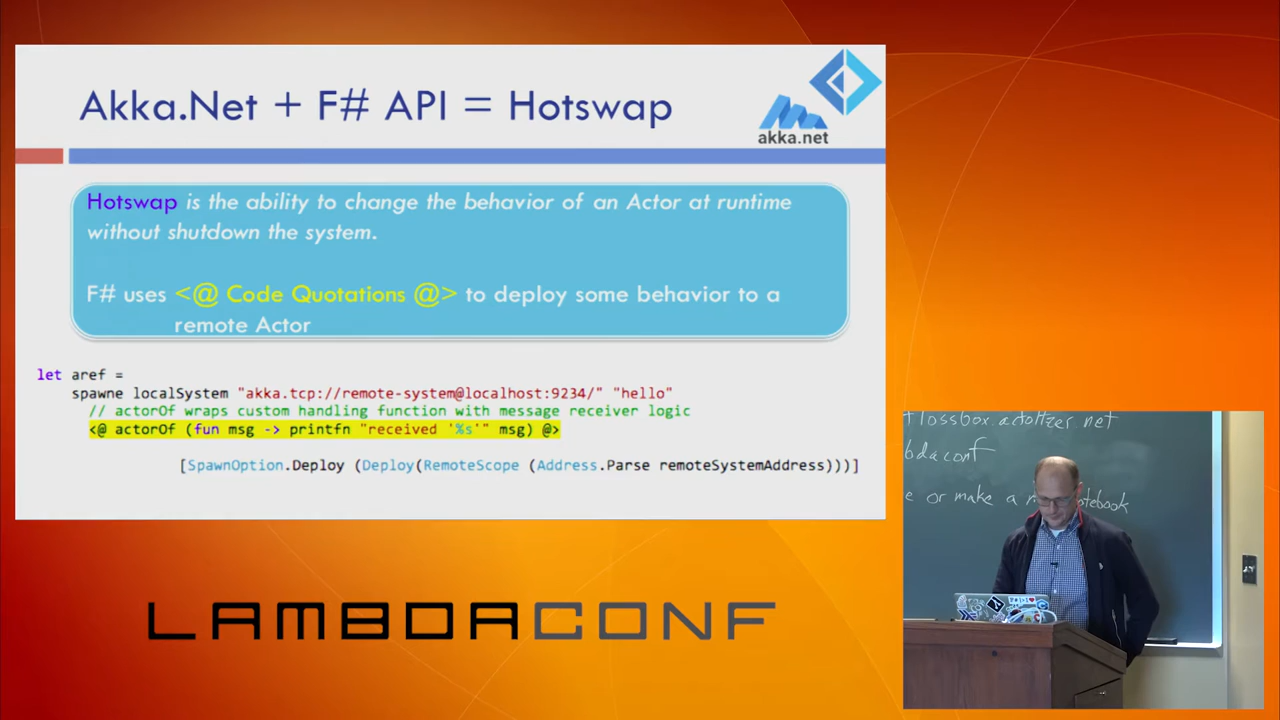 Akka.Net + F# API = Hotswap
akka.net
Hotswap is the ability to change the behavior of an Actor at runtime
without shutdown the system.
F# uses <@ Code Quotations @> to deploy some behavior to a
remote Actor
let aref =
spawne localSystem "akka.tcp://remote-system@localhost:9234/" "hello"
// actorOf wraps custom handling function with message receiver logic
<@ actorOf (fun msg -> printfn "received '%s'" msg) @>
[SpawnOption.Deploy (Deploy(RemoteScope (Address.Parse remoteSystemAddress)))]
LAMBDACONF
bdaconf
or make a